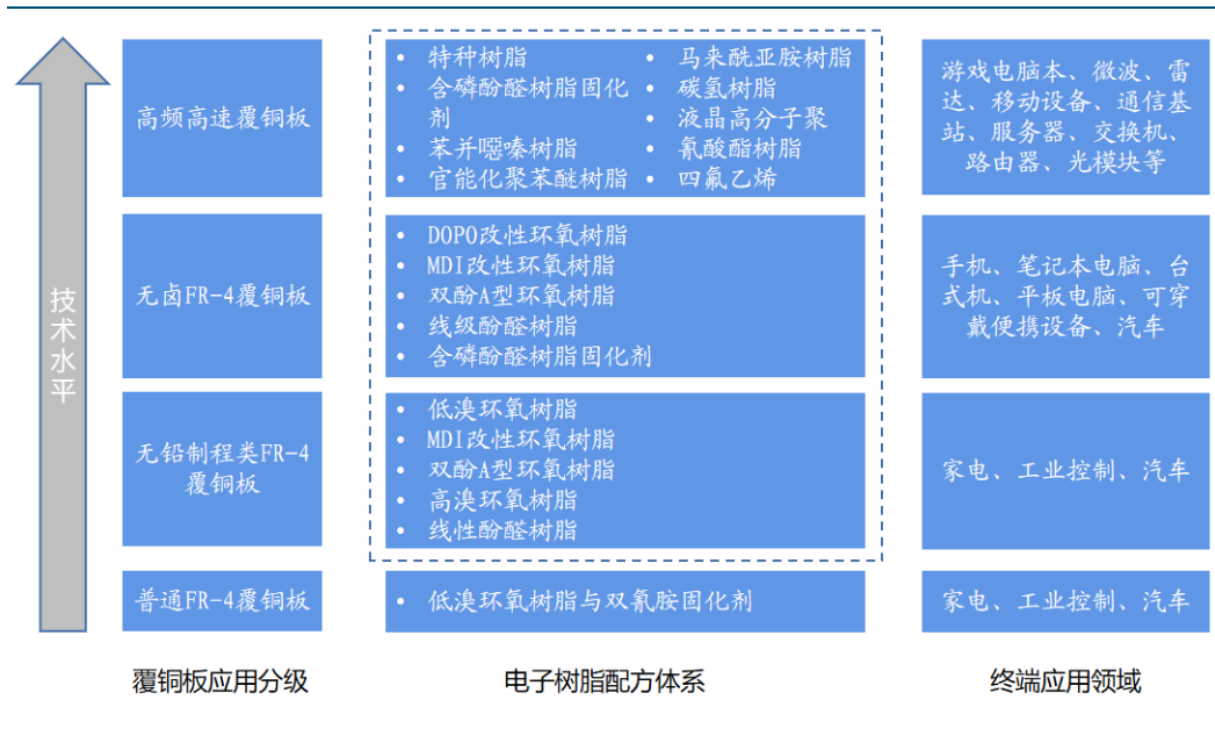 技术水平
高频高速覆铜板
• 特种树脂
• 含磷酚醛树脂固化
剂
• 苯并噁嗪树脂
• 官能化聚苯醚树脂
• 马来酰亚胺树脂
• 碳氢树脂
• 液晶高分子聚
• 氰酸酯树脂
• 四氟乙烯
游戏电脑本、微波、雷
达、移动设备、通信基
站、服务器、交换机、
路由器、光模块等
无卤FR-4覆铜板
• DOPO改性环氧树脂
• MDI改性环氧树脂
• 双酚A型环氧树脂
• 线级酚醛树脂
• 含磷酚醛树脂固化剂
手机、笔记本电脑、台
式机、平板电脑、可穿
戴便携设备、汽车
无铅制程类FR-4
覆铜板
• 低溴环氧树脂
• MDI改性环氧树脂
• 双酚A型环氧树脂
• 高溴环氧树脂
• 线性酚醛树脂
家电、工业控制、汽车
普通FR-4覆铜板
• 低溴环氧树脂与双氰胺固化剂
家电、工业控制、汽车
覆铜板应用分级
电子树脂配方体系
终端应用领域